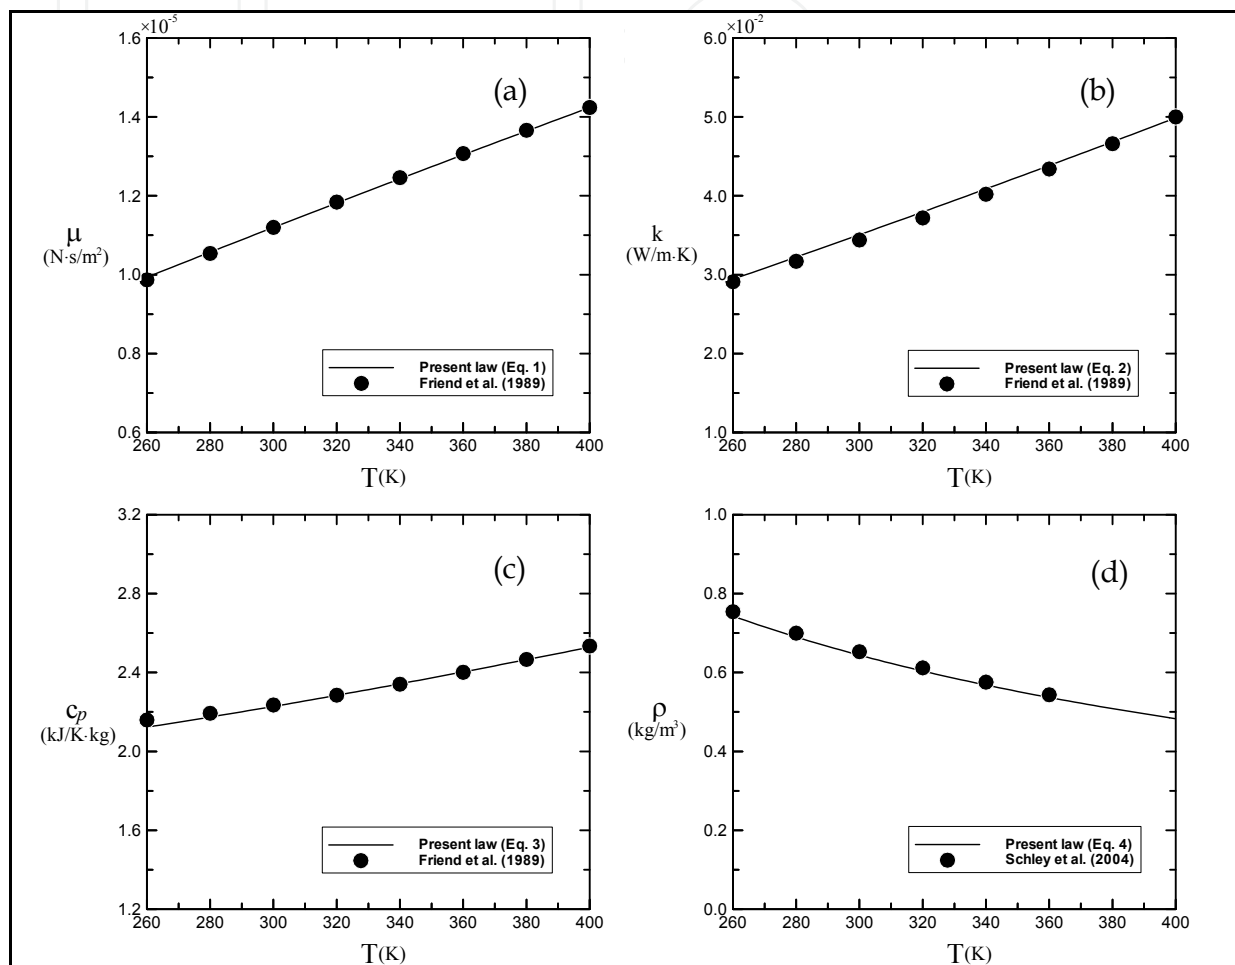 ×10⁻⁵
1.6
1.4
1.2
1.0
0.8
0.6
μ
(N·s/m²)
(a)
Present law (Eq. 1)
Friend et al. (1989)
260 280 300 320 340 360 380 400
T(K)
×10⁻²
6.0
5.0
4.0
3.0
2.0
1.0
k
(W/m·K)
(b)
Present law (Eq. 2)
Friend et al. (1989)
260 280 300 320 340 360 380 400
T(K)
3.2
2.8
2.4
2.0
1.6
1.2
cp
(kJ/K·kg)
(c)
Present law (Eq. 3)
Friend et al. (1989)
260 280 300 320 340 360 380 400
T(K)
1.0
0.8
0.6
0.4
0.2
0.0
ρ
(kg/m³)
(d)
Present law (Eq. 4)
Schley et al. (2004)
260 280 300 320 340 360 380 400
T(K)